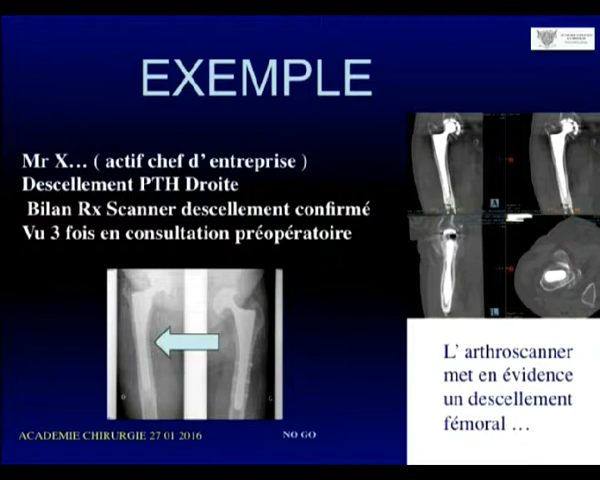 EXEMPLE
Mr X… ( actif chef d' entreprise )
Descellement PTH Droite
Bilan Rx Scanner descellement confirmé
Vu 3 fois en consultation préopératoire
L' arthroscanner
met en évidence
un descellement
fémoral …
ACADEMIE CHIRURGIE 27 01 2016
NO GO